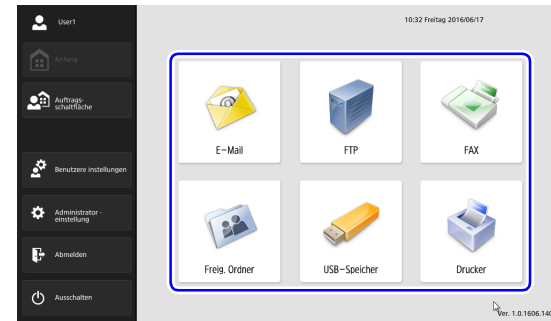 User1
10:32 Freitag 2016/06/17
Anfang
Auftrags-
schaltfläche
Benutzere instellungen
Administrator -
einstellung
Abmelden
Ausschalten
E-Mail
FTP
FAX
Freig. Ordner
USB-Speicher
Drucker
Ver. 1.0.1606.140